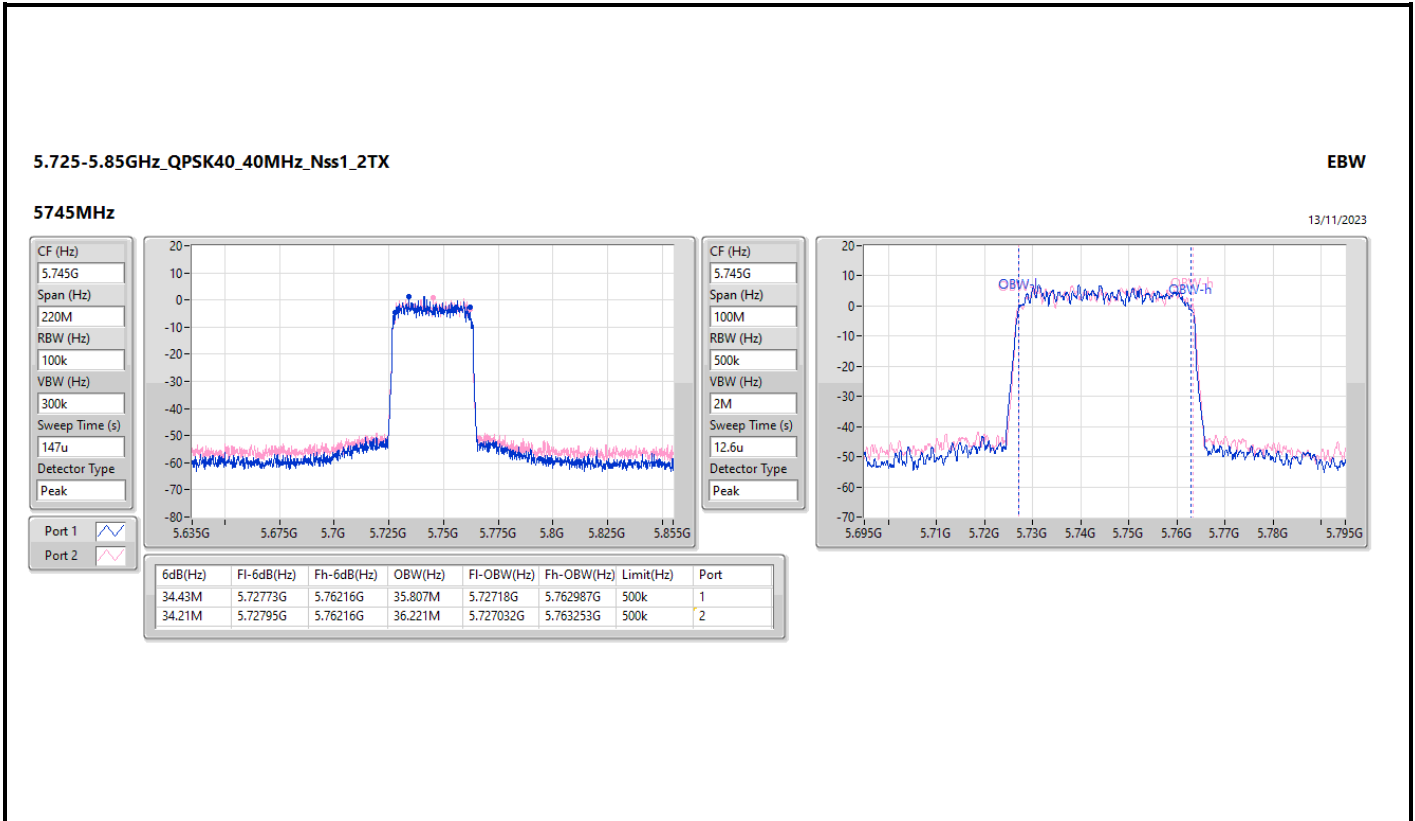 5.725-5.85GHz_QPSK40_40MHz_Nss1_2TX
EBW
5745MHz
13/11/2023
CF (Hz)
5.745G
Span (Hz)
220M
RBW (Hz)
100k
VBW (Hz)
300k
Sweep Time (s)
147u
Detector Type
Peak
Port 1
Port 2
20
10
0
-10
-20
-30
-40
-50
-60
-70
-80
5.635G 5.675G 5.7G 5.725G 5.75G 5.775G 5.8G 5.825G 5.855G
CF (Hz)
5.745G
Span (Hz)
100M
RBW (Hz)
500k
VBW (Hz)
2M
Sweep Time (s)
12.6u
Detector Type
Peak
20
10
0
-10
-20
-30
-40
-50
-60
-70
OBW-l
OBW-h
OBW-h
5.695G 5.71G 5.72G 5.73G 5.74G 5.75G 5.76G 5.77G 5.78G 5.795G
6dB(Hz) Fl-6dB(Hz) Fh-6dB(Hz) OBW(Hz) Fl-OBW(Hz) Fh-OBW(Hz) Limit(Hz) Port
34.43M 5.72773G 5.76216G 35.807M 5.72718G 5.762987G 500k 1
34.21M 5.72795G 5.76216G 36.221M 5.727032G 5.763253G 500k 2